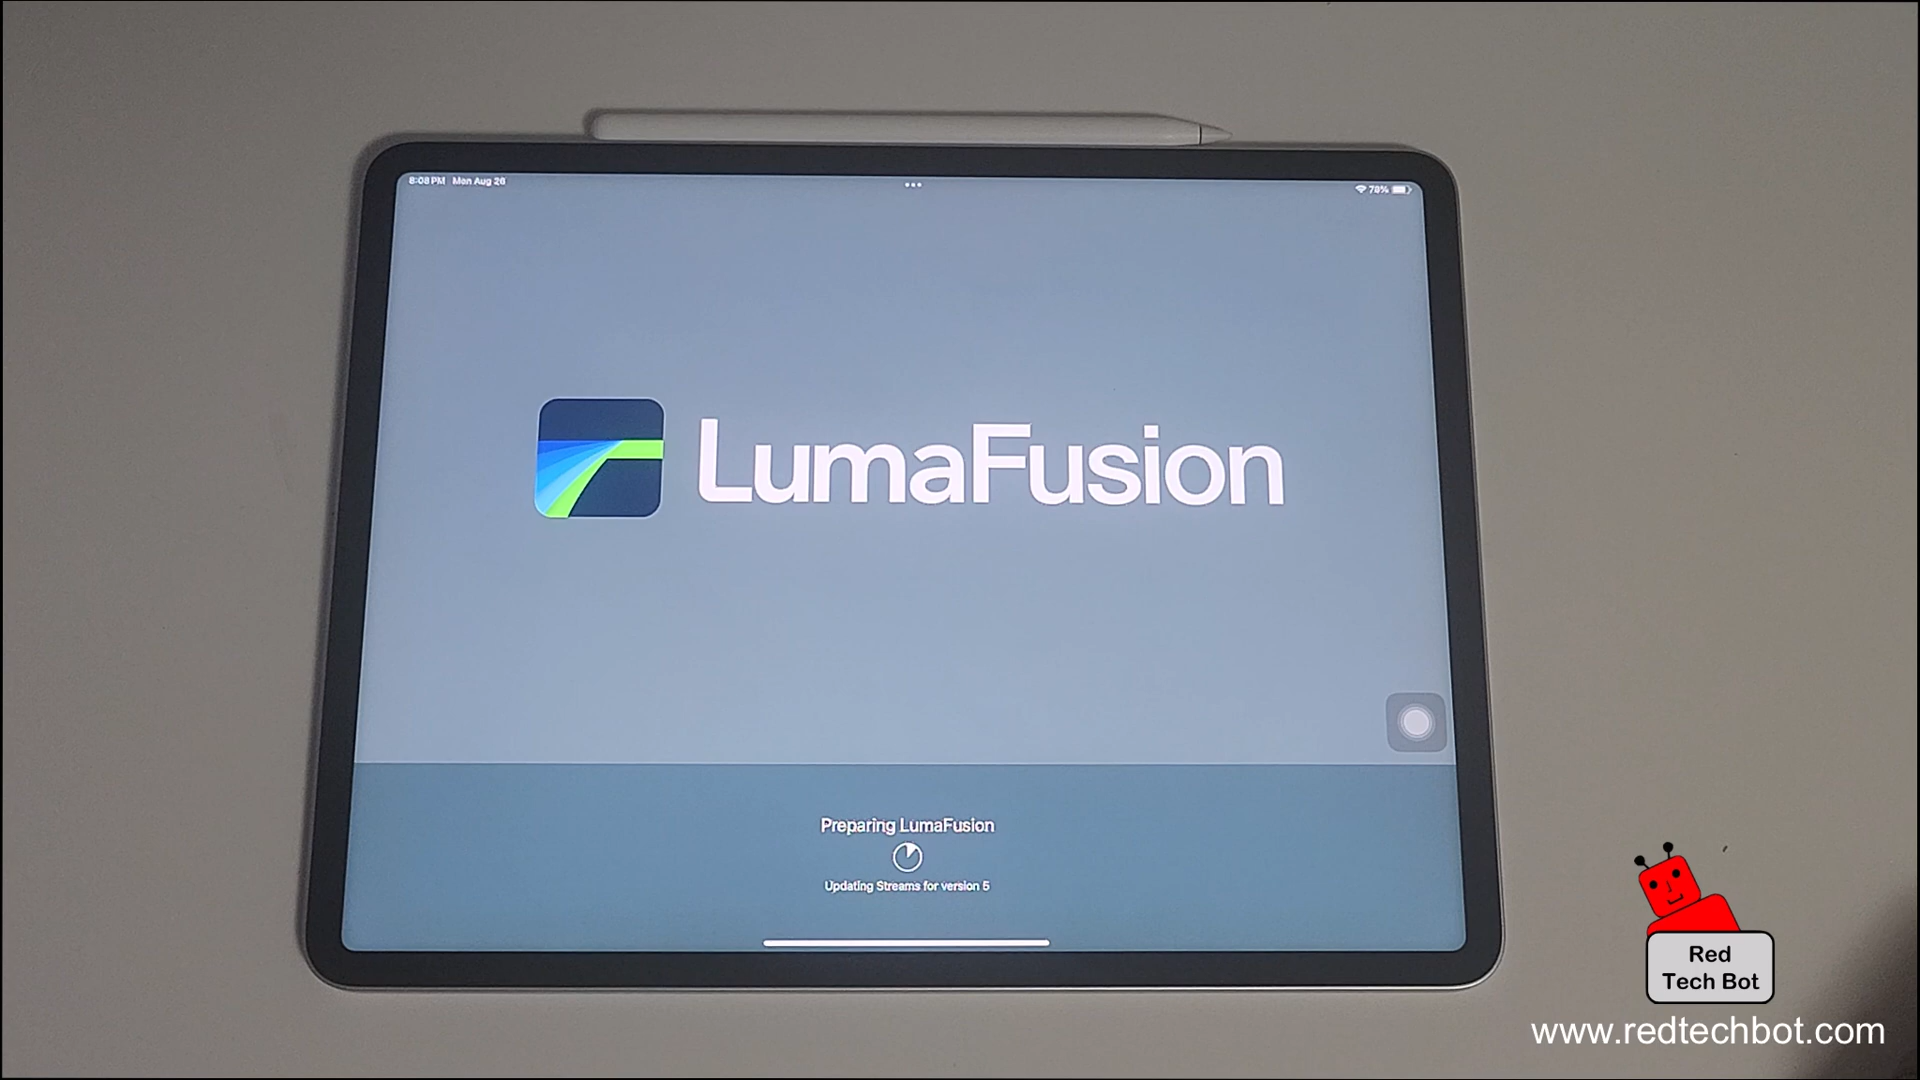 8:08 PM Mon Aug 26
78%
LumaFusion
Preparing LumaFusion
Updating Streams for version 5
Red
Tech Bot
www.redtechbot.com